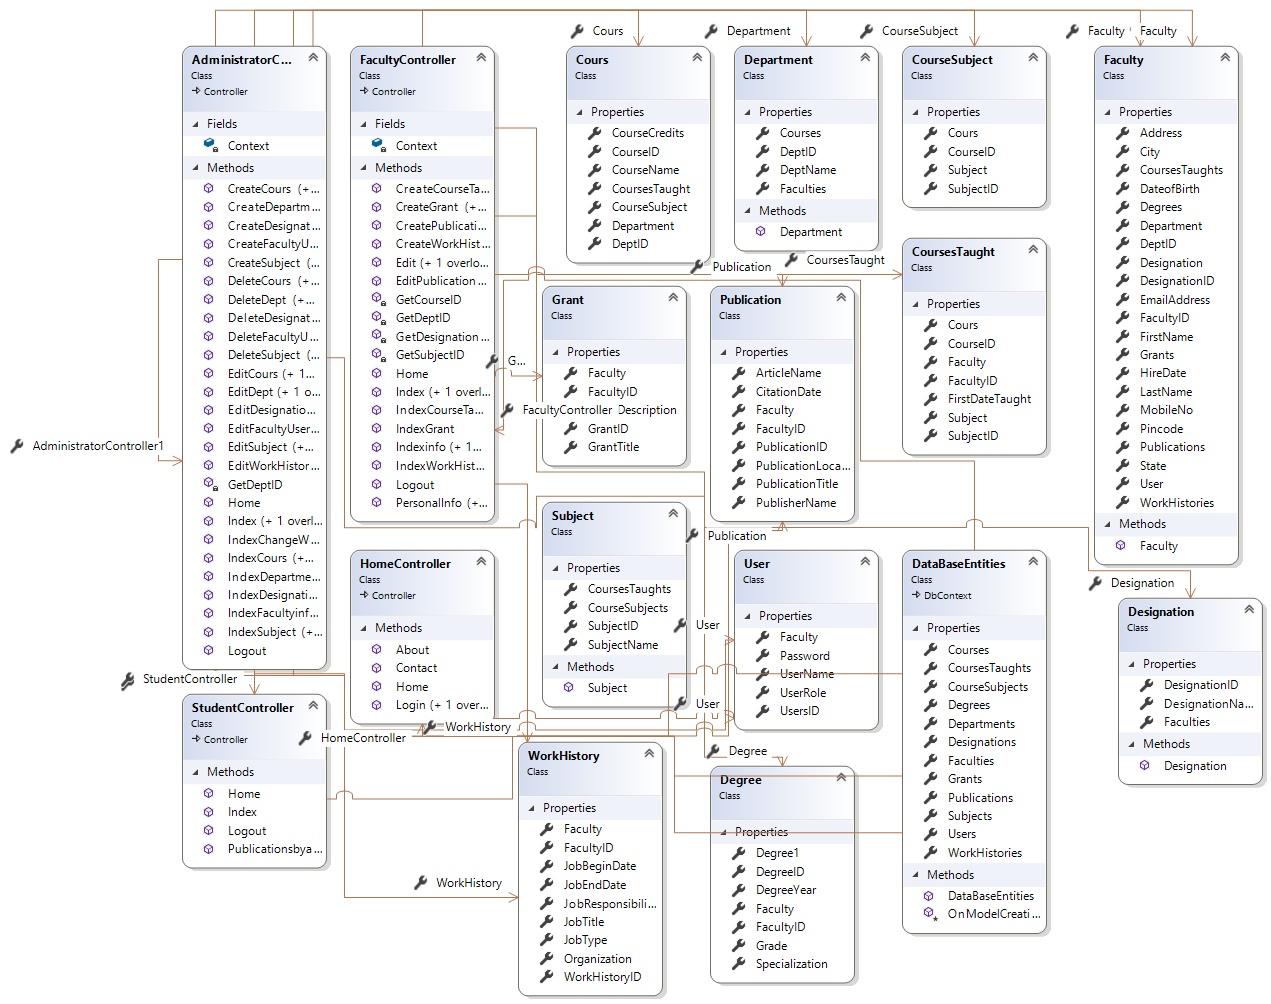 Cours
Department
CourseSubject
Faculty
Faculty
AdministratorC...
Class
Controller
Fields
Context
Methods
CreateCours (+...
CreateDepartm...
CreateDesignat...
CreateFacultyU...
CreateSubject (...
DeleteCours (+...
DeleteDept (+...
DeleteDesignat...
DeleteFacultyU...
DeleteSubject (...
EditCours (+ 1...
EditDept (+ 1 o...
EditDesignatio...
EditFacultyUser...
EditSubject (+...
EditWorkHistor...
GetDeptID
Home
Index (+ 1 overl...
IndexChangeW...
IndexCours (+...
IndexDepartme...
IndexDesignati...
IndexFacultyinf...
IndexSubject (+...
Logout
FacultyController
Class
Controller
Fields
Context
Methods
CreateCourseTa...
CreateGrant (+...
CreatePublicati...
CreateWorkHist...
Edit (+ 1 overlo...
EditPublication...
GetCourseID
GetDeptID
GetDesignation...
GetSubjectID
Home
Index (+ 1 overl...
IndexCourseTa...
IndexGrant
Indexinfo (+ 1...
IndexWorkHist...
Logout
PersonalInfo (+...
Cours
Class
Properties
CourseCredits
CourseID
CourseName
CoursesTaught
CourseSubject
Department
DeptID
Department
Class
Properties
Courses
DeptID
DeptName
Faculties
Methods
Department
CourseSubject
Class
Properties
Cours
CourseID
Subject
SubjectID
Faculty
Class
Properties
Address
City
CoursesTaughts
DateofBirth
Degrees
Department
DeptID
Designation
DesignationID
EmailAddress
FacultyID
FirstName
Grants
HireDate
LastName
MobileNo
Pincode
Publications
State
User
WorkHistories
Methods
Faculty
Publication
CoursesTaught
CoursesTaught
Class
Properties
Cours
CourseID
Faculty
FacultyID
FirstDateTaught
Subject
SubjectID
Grant
Class
Properties
Faculty
FacultyID
FacultyController Description
GrantID
GrantTitle
G...
Publication
Class
Properties
ArticleName
CitationDate
Faculty
FacultyID
PublicationID
PublicationLoca...
PublicationTitle
PublisherName
AdministratorController1
Subject
Class
Properties
CoursesTaughts
CourseSubjects
SubjectID
SubjectName
Methods
Subject
Publication
HomeController
Class
Controller
Methods
About
Contact
Home
Login (+ 1 over...
User
Class
Properties
Faculty
Password
UserName
UserRole
UsersID
User
User
DataBaseEntities
Class
DbContext
Properties
Courses
CoursesTaughts
CourseSubjects
Degrees
Departments
Designations
Faculties
Grants
Publications
Subjects
Users
WorkHistories
Methods
DataBaseEntities
OnModelCreati...
Designation
Designation
Class
Properties
DesignationID
DesignationNa...
Faculties
Methods
Designation
StudentController
StudentController
Class
Controller
Methods
Home
Index
Logout
Publicationsbya...
HomeController
WorkHistory
WorkHistory
Class
Properties
Faculty
FacultyID
JobBeginDate
JobEndDate
JobResponsibili...
JobTitle
JobType
Organization
WorkHistoryID
WorkHistory
Degree
Degree
Class
Properties
Degree1
DegreeID
DegreeYear
Faculty
FacultyID
Grade
Specialization